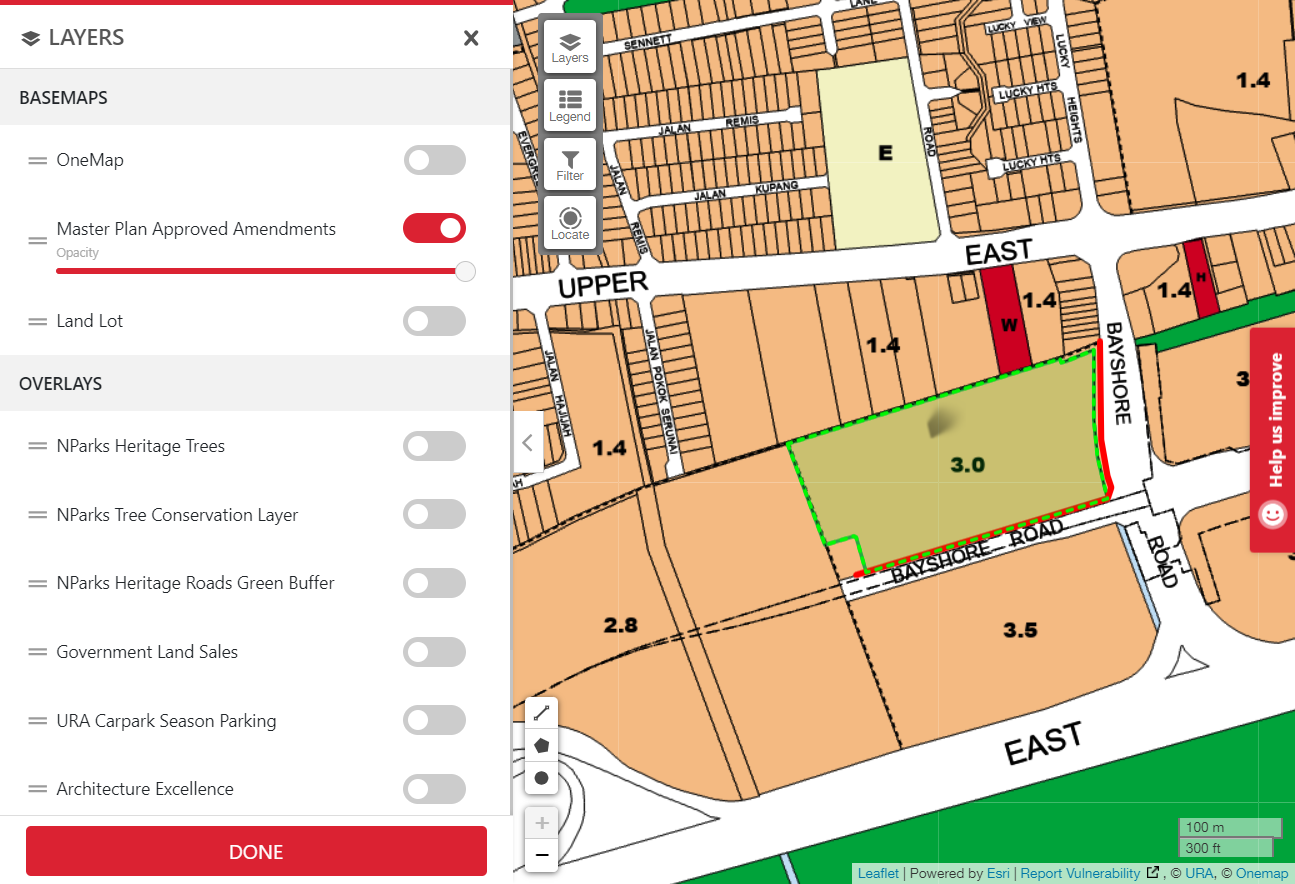 LAYERS
BASEMAPS
OneMap
Master Plan Approved Amendments
Opacity
Land Lot
OVERLAYS
NParks Heritage Trees
NParks Tree Conservation Layer
NParks Heritage Roads Green Buffer
Government Land Sales
URA Carpark Season Parking
Architecture Excellence
DONE
Layers
Legend
Filter
Locate
SENNETT
LANE
LUCKY VIEW
LUCKY
HEIGHTS
LUCKY HTS
LUCKY HTS
1.4
JALAN REMIS
JALAN KUPANG
JALAN
REMIS
ROAD
E
UPPER
EAST
1.4
H
1.4
W
1.4
BAYSHORE
3
JALAN HAJIJAH
JALAN POKOK SERUNAI
1.4
3.0
BAYSHORE ROAD
ROAD
2.8
3.5
EAST
Help us improve
100 m
300 ft
Leaflet | Powered by Esri | Report Vulnerability , © URA, © Onemap